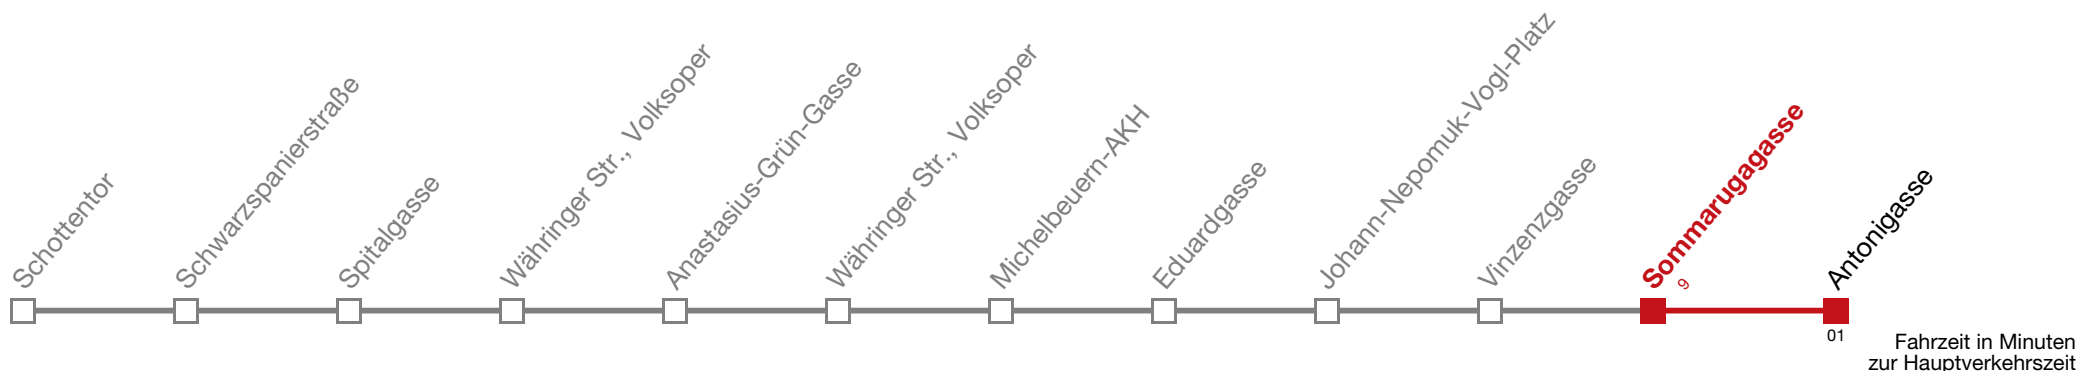 Schottentor
Schwarzspanierstraße
Spitalgasse
Währinger Str., Volksoper
Anastasius-Grün-Gasse
Währinger Str., Volksoper
Michelbeuern-AKH
Eduardgasse
Johann-Nepomuk-Vogl-Platz
Vinzenzgasse
Sommarugagasse
9
Antonigasse
01
Fahrzeit in Minuten
zur Hauptverkehrszeit